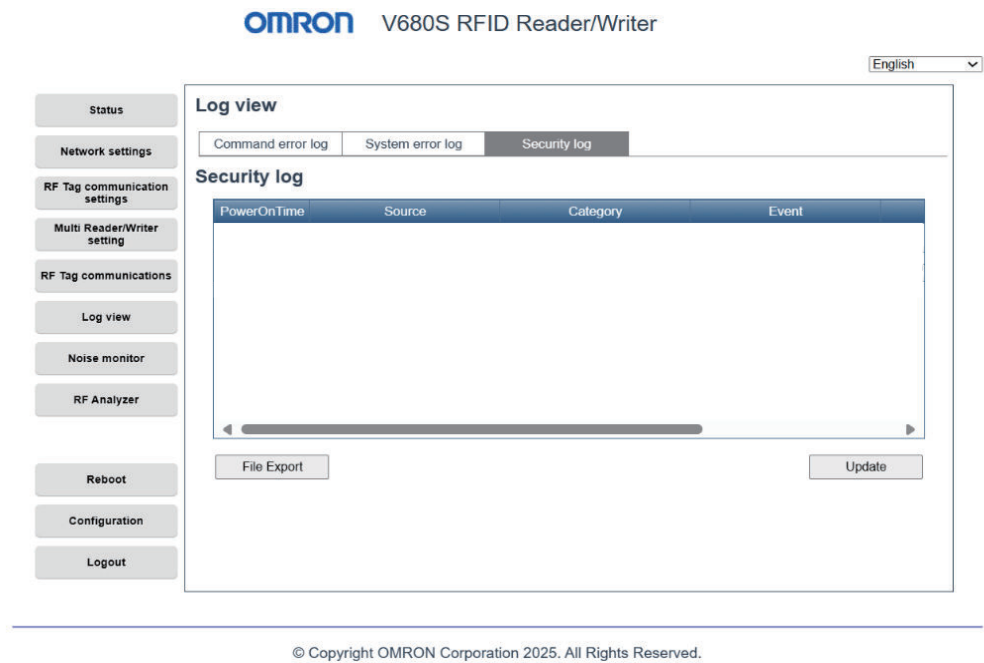 OMRON V680S RFID Reader/Writer
English
Status
Network settings
RF Tag communication
settings
Multi Reader/Writer
setting
RF Tag communications
Log view
Noise monitor
RF Analyzer
Reboot
Configuration
Logout
Log view
Command error log System error log Security log
Security log
PowerOnTime Source Category Event
File Export Update
© Copyright OMRON Corporation 2025. All Rights Reserved.